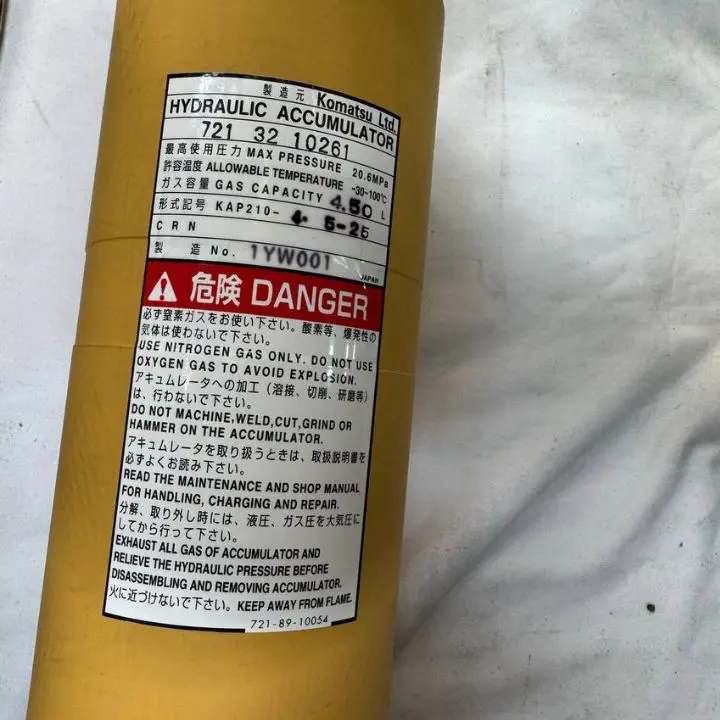 製造元 Komatsu Ltd.
HYDRAULIC ACCUMULATOR
721 32 10261
最高使用圧力 MAX PRESSURE 20.6MPa
許容温度 ALLOWABLE TEMPERATURE -30~100℃
ガス容量 GAS CAPACITY 4.50 L
形式記号 KAP210- 4. 5-25
C R N
製造 No. 1YW001
JAPAN
危険 DANGER
必ず窒素ガスをお使い下さい。酸素等、爆発性の
気体は使わないで下さい。
USE NITROGEN GAS ONLY. DO NOT USE
OXYGEN GAS TO AVOID EXPLOSION.
アキュムレータへの加工（溶接、切削、研磨等）
は、行わないで下さい。
DO NOT MACHINE,WELD,CUT,GRIND OR
HAMMER ON THE ACCUMULATOR.
アキュムレータを取り扱うときは、取扱説明書を
必ずよくお読み下さい。
READ THE MAINTENANCE AND SHOP MANUAL
FOR HANDLING, CHARGING AND REPAIR.
分解、取り外し時には、液圧、ガス圧を大気圧に
してから行って下さい。
EXHAUST ALL GAS OF ACCUMULATOR AND
RELIEVE THE HYDRAULIC PRESSURE BEFORE
DISASSEMBLING AND REMOVING ACCUMULATOR.
火に近づけないで下さい。KEEP AWAY FROM FLAME.
721-89-10054